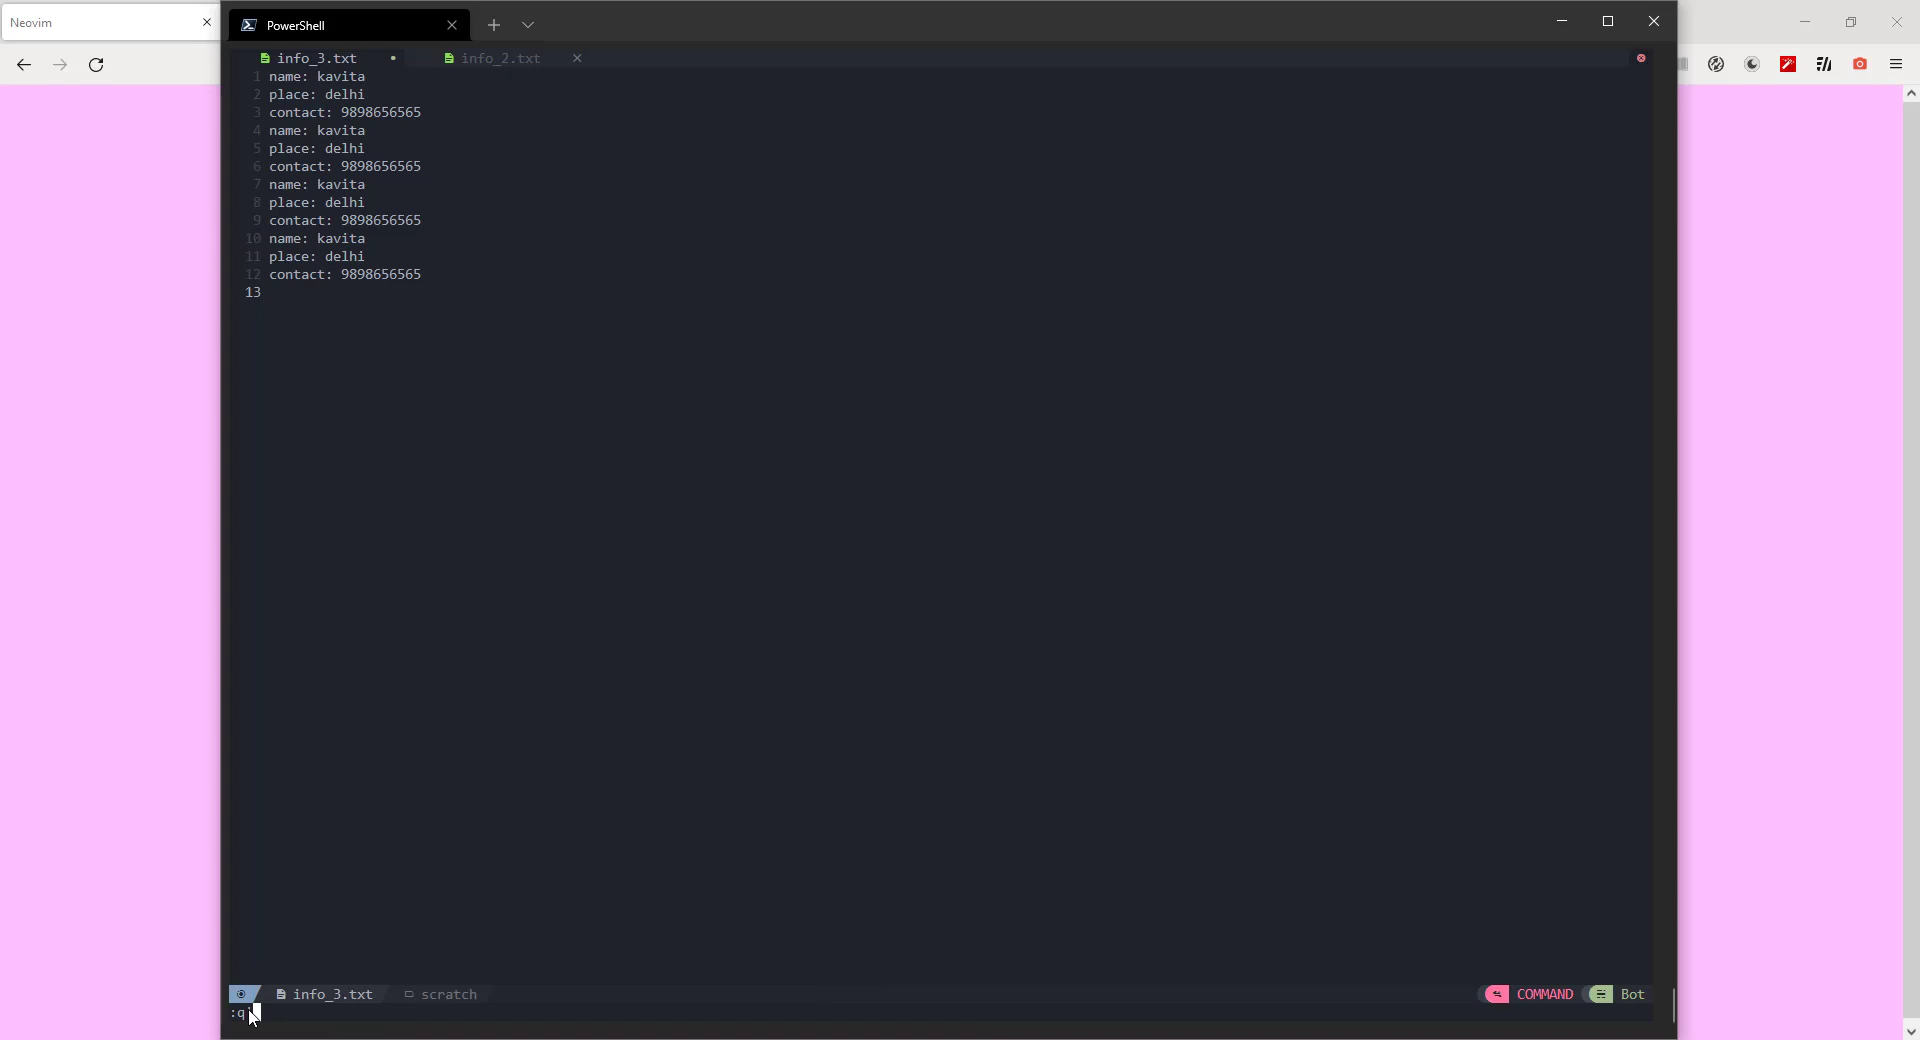 Neovim
PowerShell
info_3.txt
info_2.txt
1 name: kavita
2 place: delhi
3 contact: 9898656565
4 name: kavita
5 place: delhi
6 contact: 9898656565
7 name: kavita
8 place: delhi
9 contact: 9898656565
10 name: kavita
11 place: delhi
12 contact: 9898656565
13
info_3.txt scratch COMMAND Bot
:q